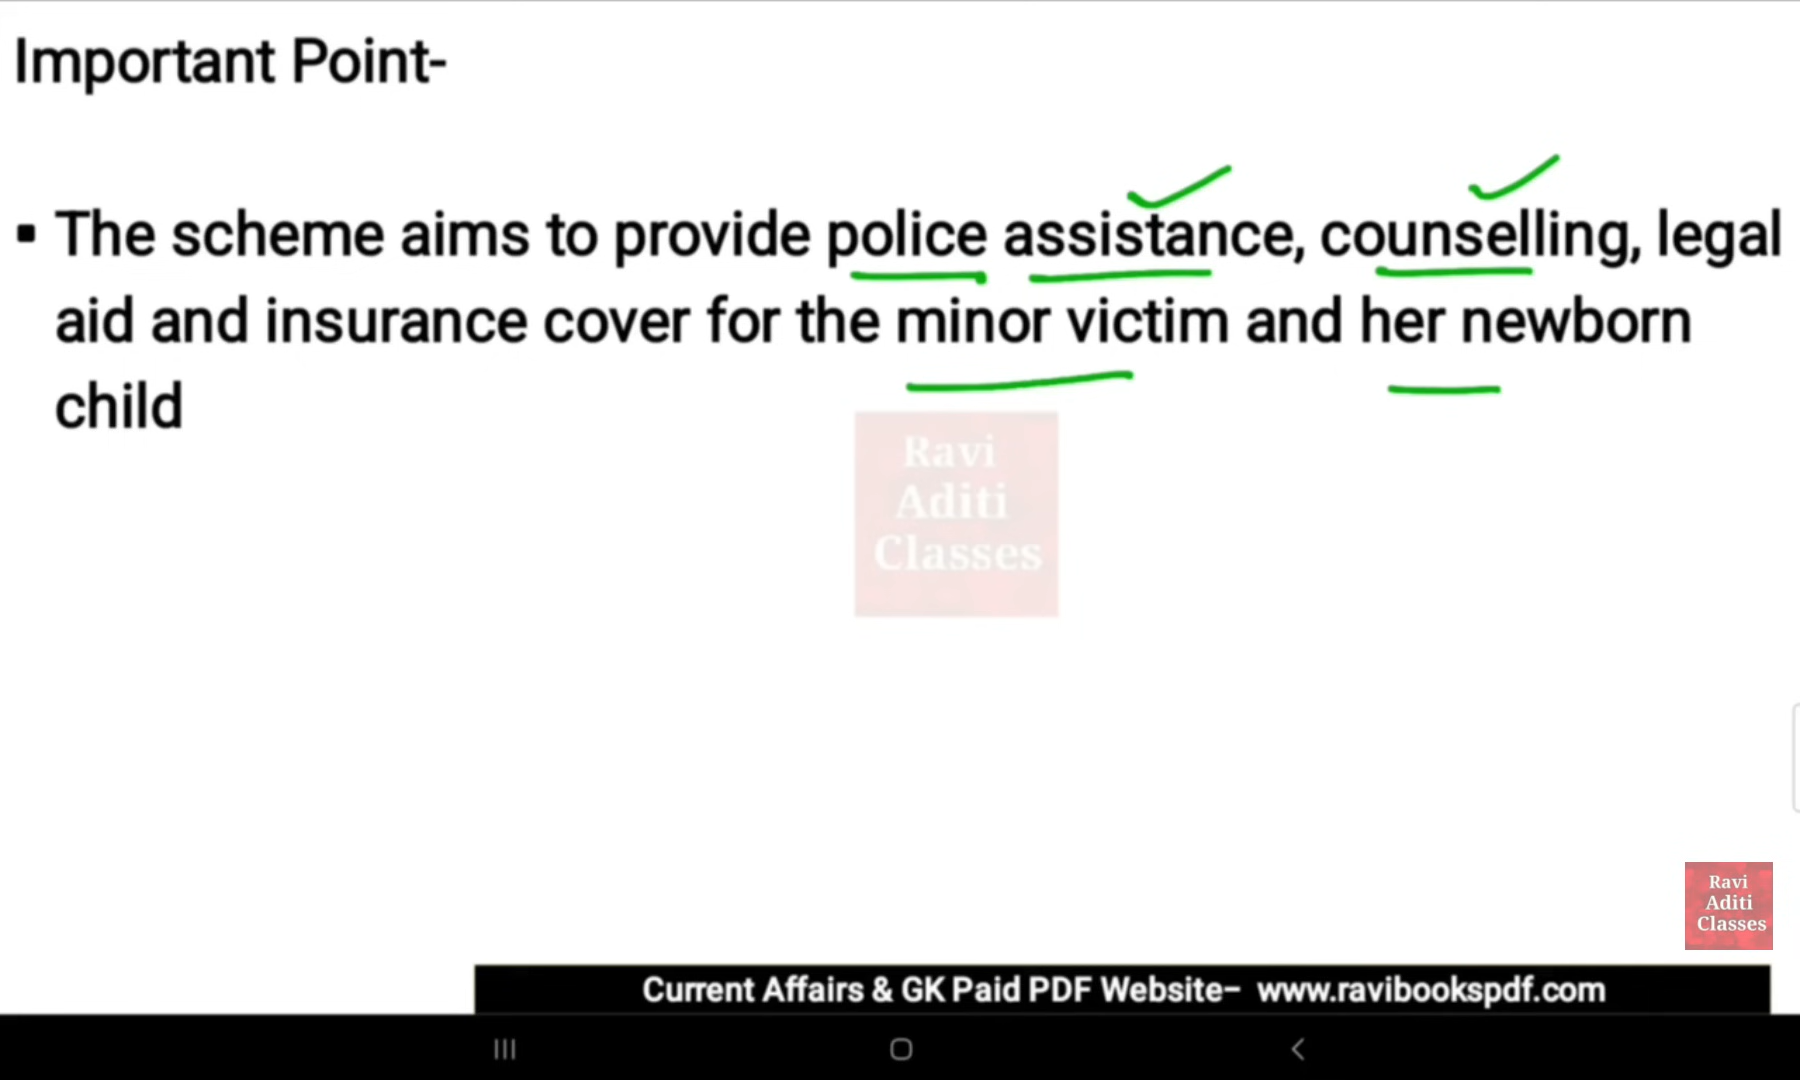 Important Point-
▪ The scheme aims to provide police assistance, counselling, legal
aid and insurance cover for the minor victim and her newborn
child
Ravi
Aditi
Classes
Ravi
Aditi
Classes
Current Affairs & GK Paid PDF Website– www.ravibookspdf.com